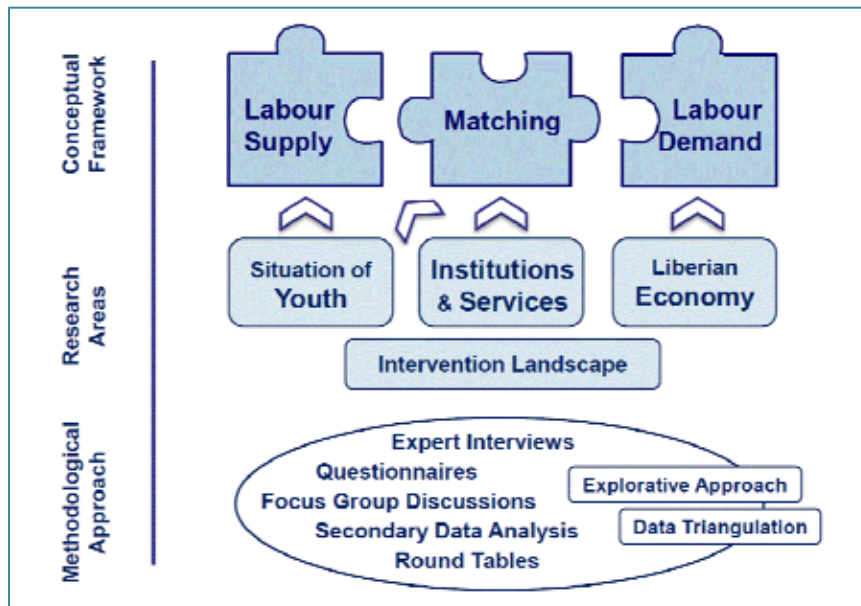 Conceptual
Framework
Labour
Supply
Matching
Labour
Demand
Research
Areas
Situation of
Youth
Institutions
& Services
Liberian
Economy
Intervention Landscape
Methodological
Approach
Expert Interviews
Questionnaires
Focus Group Discussions
Secondary Data Analysis
Round Tables
Explorative Approach
Data Triangulation